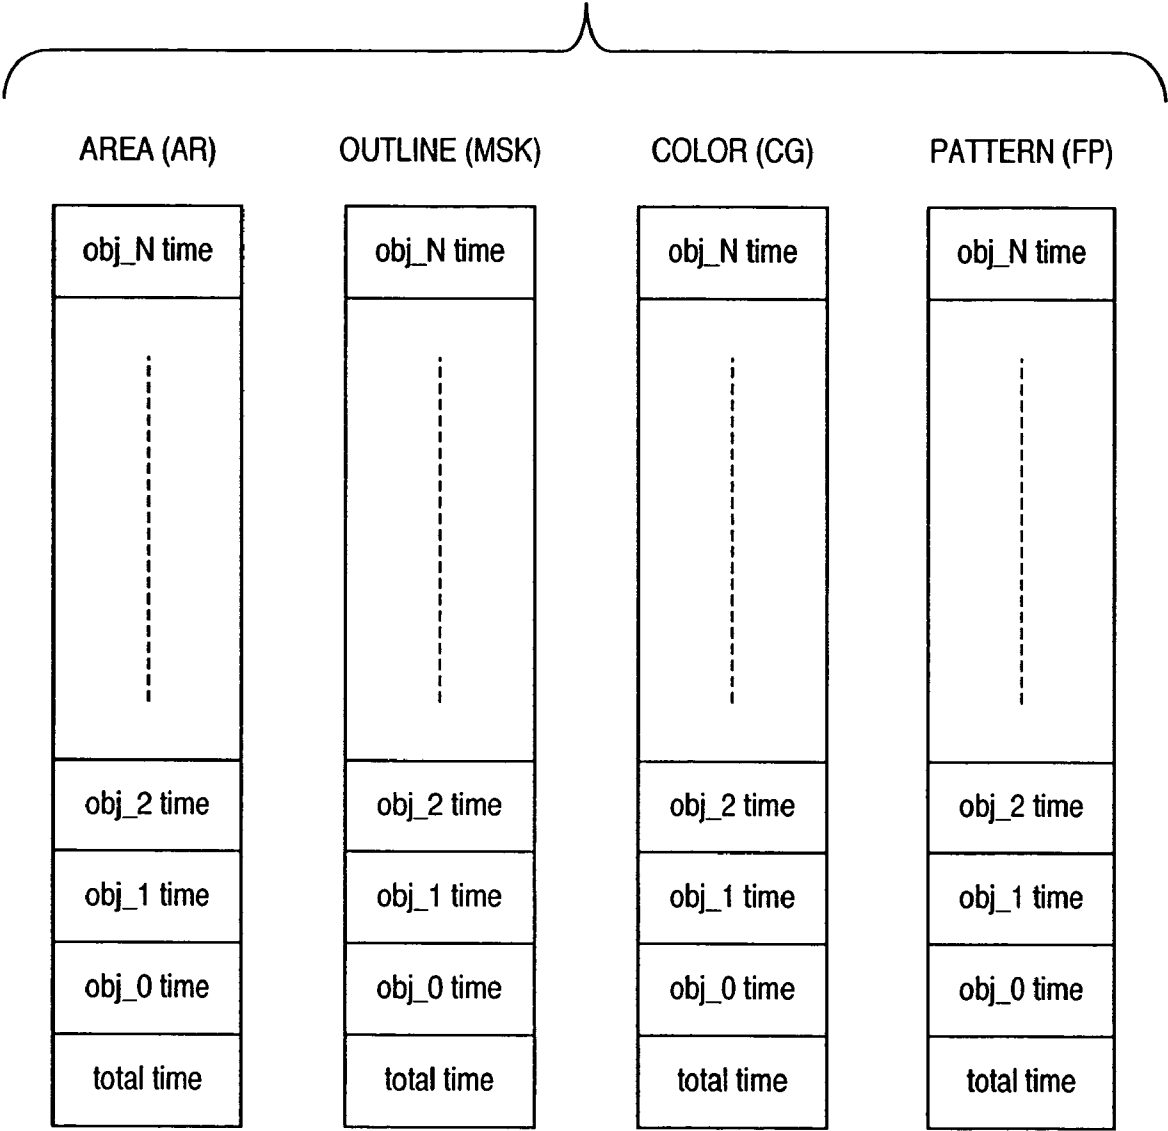 AREA (AR) OUTLINE (MSK) COLOR (CG) PATTERN (FP)
obj_N time obj_N time obj_N time obj_N time
obj_2 time obj_2 time obj_2 time obj_2 time
obj_1 time obj_1 time obj_1 time obj_1 time
obj_0 time obj_0 time obj_0 time obj_0 time
total time total time total time total time